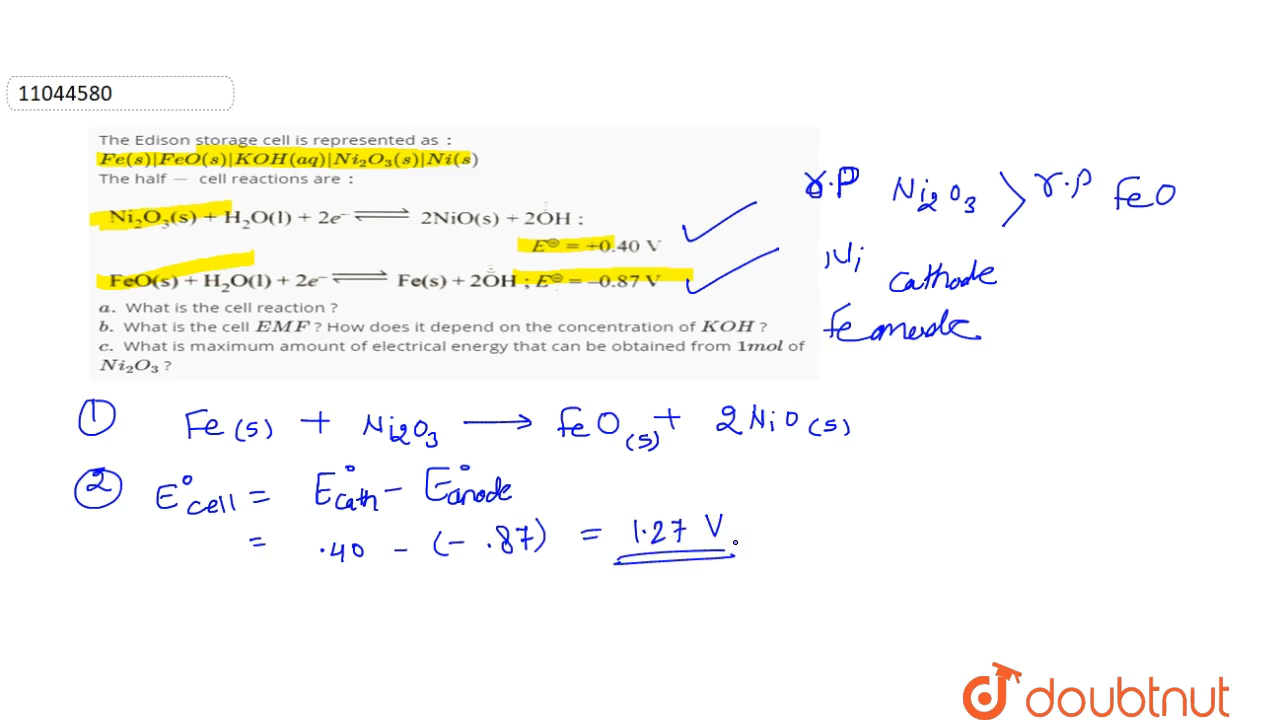 11044580
The Edison storage cell is represented as :
Fe(s)|FeO(s)|KOH(aq)|Ni₂O₃(s)|Ni(s)
The half — cell reactions are :
Ni₂O₃(s) + H₂O(l) + 2e⁻ ⇌ 2NiO(s) + 2ŌH :
E⊖ = +0.40 V
FeO(s) + H₂O(l) + 2e⁻ ⇌ Fe(s) + 2ŌH ; E⊖ = –0.87 V
a. What is the cell reaction ?
b. What is the cell EMF ? How does it depend on the concentration of KOH ?
c. What is maximum amount of electrical energy that can be obtained from 1mol of
Ni₂O₃ ?
r.P Ni₂O₃ > r.P FeO
Ni cathode
Fe anode
① Fe(s) + Ni₂O₃ ⟶ FeO(s) + 2NiO(s)
② E°cell = E°cath – E°anode
= .40 – (– .87) = 1.27 V.
doubtnut